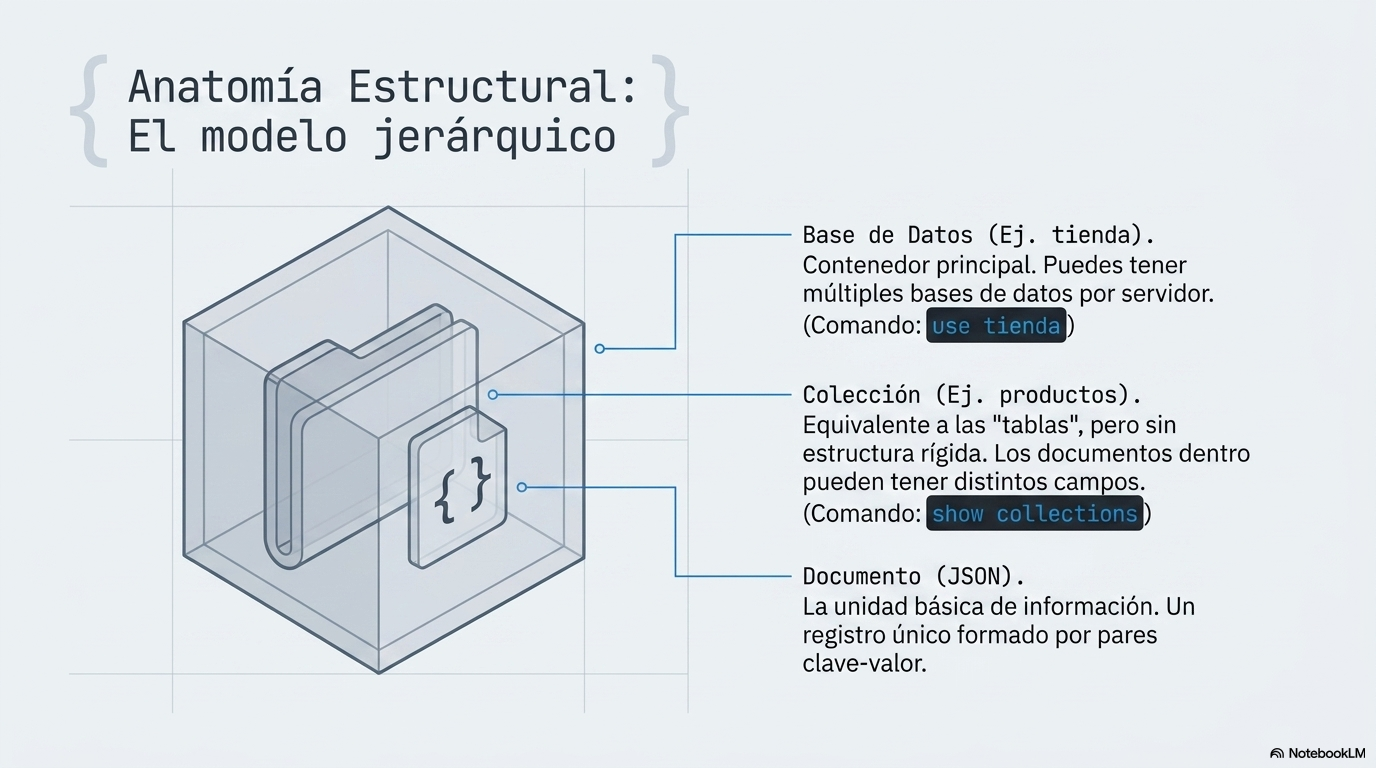 { Anatomía Estructural: }
El modelo jerárquico
Base de Datos (Ej. tienda).
Contenedor principal. Puedes tener
múltiples bases de datos por servidor.
(Comando: use tienda)
Colección (Ej. productos).
Equivalente a las "tablas", pero sin
estructura rígida. Los documentos dentro
pueden tener distintos campos.
(Comando: show collections)
{ }
Documento (JSON).
La unidad básica de información. Un
registro único formado por pares
clave-valor.
NotebookLM